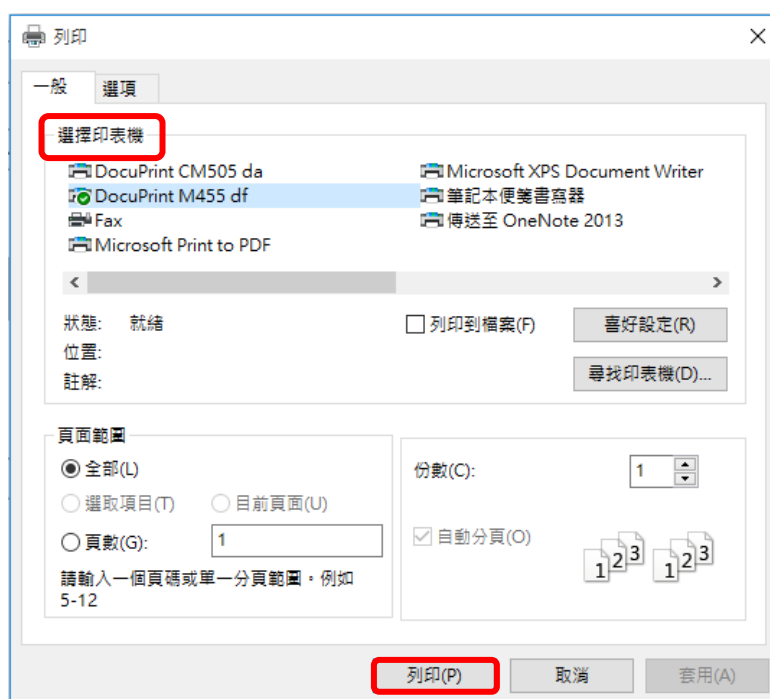 列印
一般 選項
選擇印表機
DocuPrint CM505 da
DocuPrint M455 df
Fax
Microsoft Print to PDF
Microsoft XPS Document Writer
筆記本便箋書寫器
傳送至 OneNote 2013
狀態: 就緒
位置:
註解:
列印到檔案(F)
喜好設定(R)
尋找印表機(D)...
頁面範圍
全部(L)
選取項目(T) 目前頁面(U)
頁數(G): 1
請輸入一個頁碼或單一分頁範圍。例如
5-12
份數(C): 1
自動分頁(O)
1 2 3 1 2 3
列印(P) 取消 套用(A)